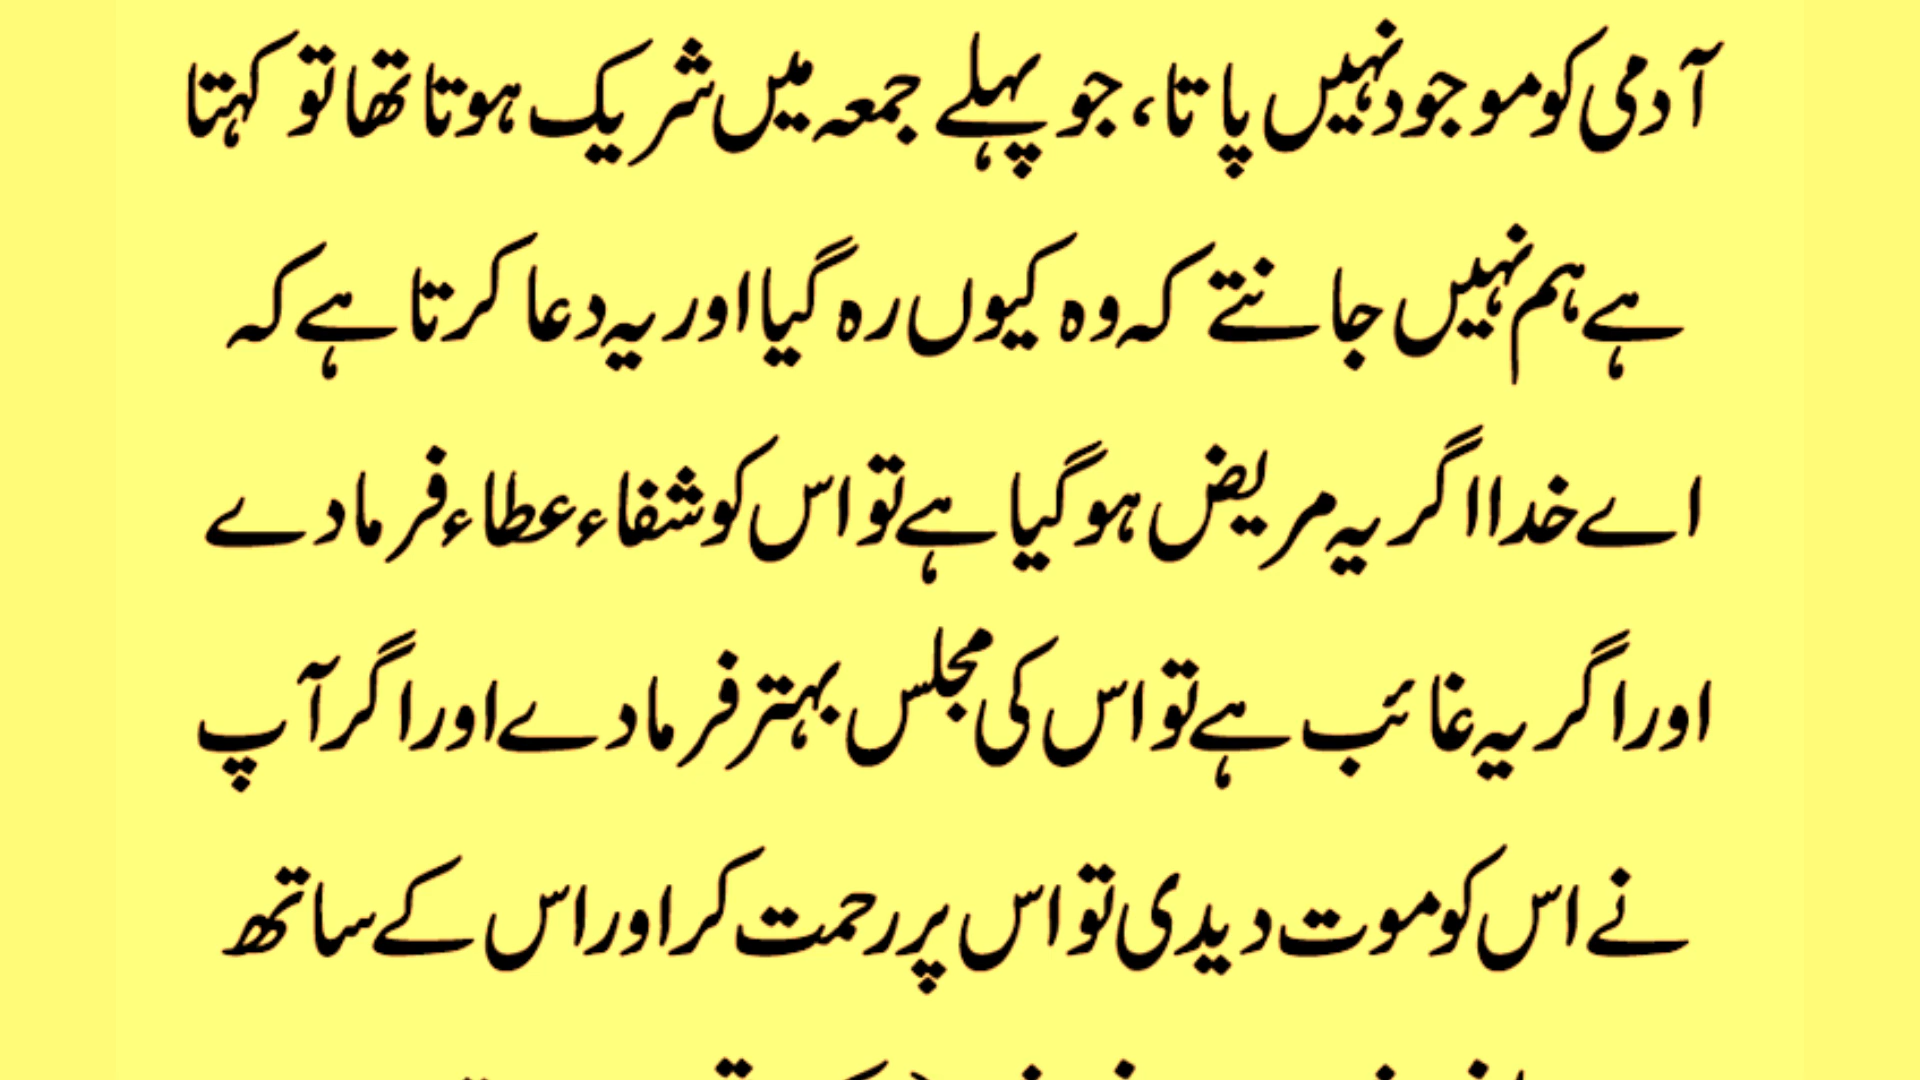 آدمی کو موجود نہیں پاتا، جو پہلے جمعہ میں شریک ہوتا تھا تو کہتا
ہے ہم نہیں جانتے کہ وہ کیوں رہ گیا اور یہ دعا کرتا ہے کہ
اے خدا اگر یہ مریض ہو گیا ہے تو اس کو شفاء عطاء فرما دے
اور اگر یہ غائب ہے تو اس کی مجلس بہتر فرما دے اور اگر آپ
نے اس کو موت دیدی تو اس پر رحمت کر اور اس کے ساتھ